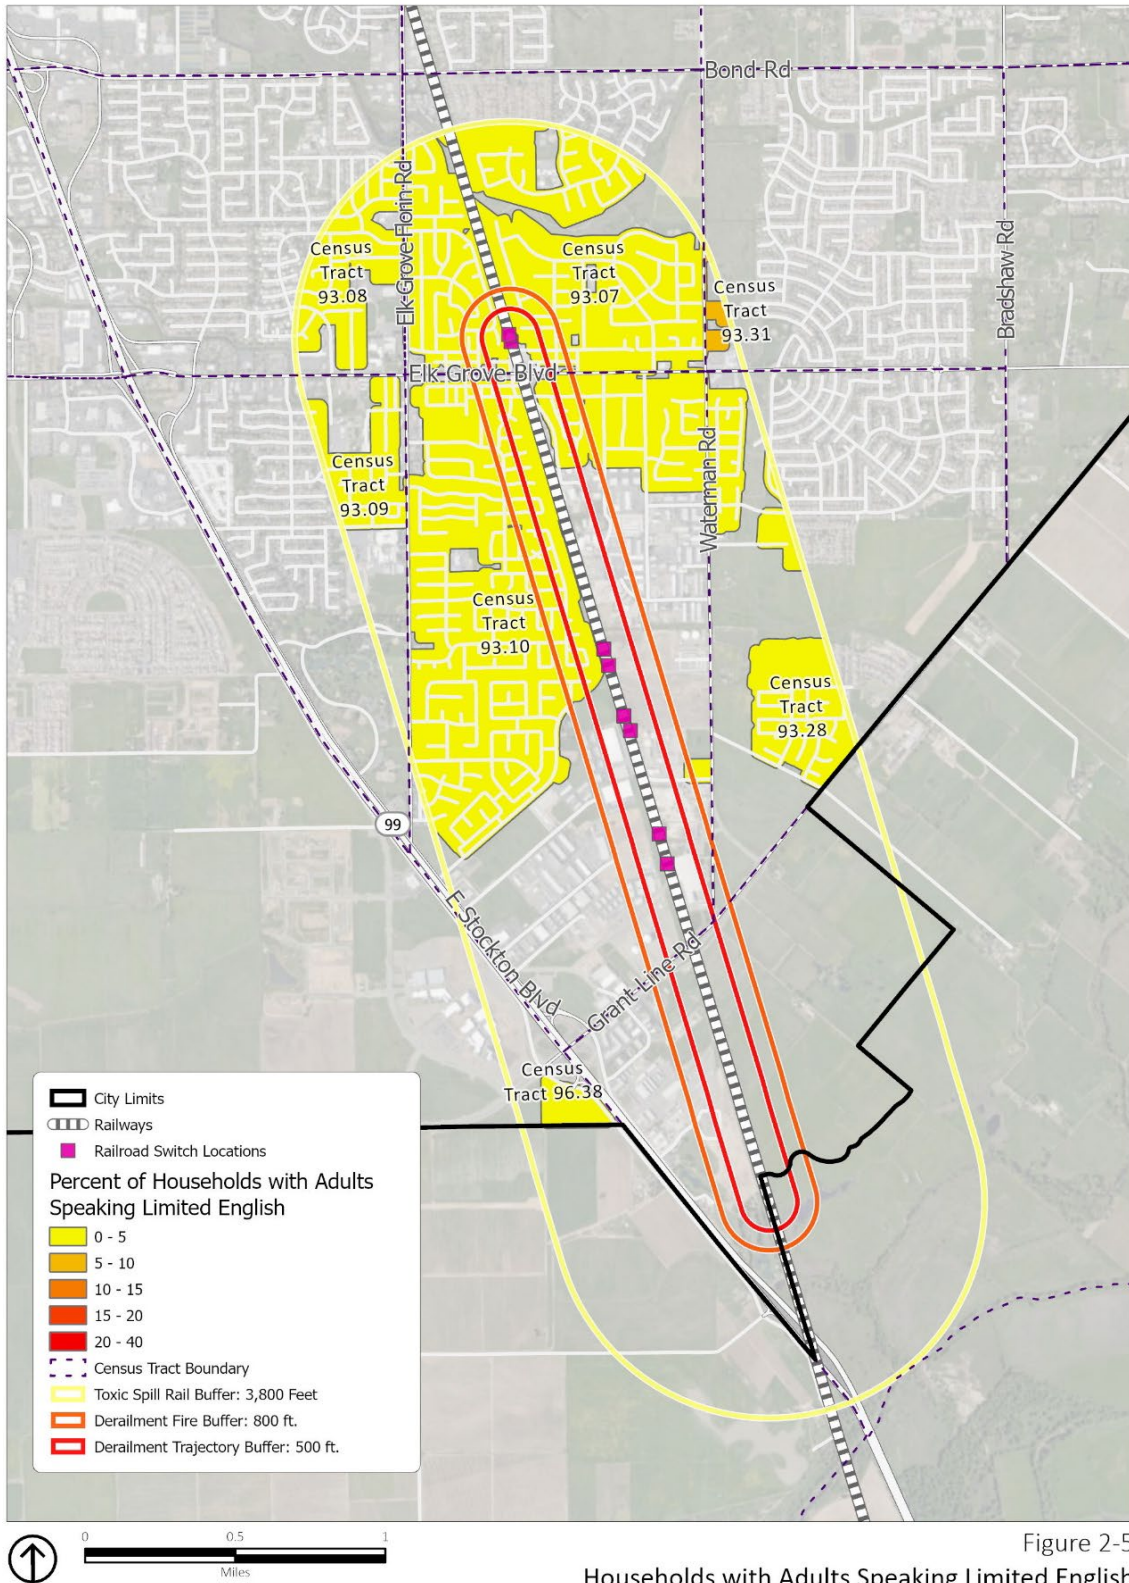 Bond Rd
Elk Grove-Florin Rd
Bradshaw Rd
Census
Tract
93.08
Census
Tract
93.07
Census
Tract
93.31
Elk Grove Blvd
Census
Tract
93.09
Waterman Rd
Census
Tract
93.10
Census
Tract
93.28
99
E Stockton Blvd
Grant Line Rd
Census
Tract 96.38
City Limits
Railways
Railroad Switch Locations
Percent of Households with Adults
Speaking Limited English
0 - 5
5 - 10
10 - 15
15 - 20
20 - 40
Census Tract Boundary
Toxic Spill Rail Buffer: 3,800 Feet
Derailment Fire Buffer: 800 ft.
Derailment Trajectory Buffer: 500 ft.
0 0.5 1
Miles
Figure 2-5
Households with Adults Speaking Limited English